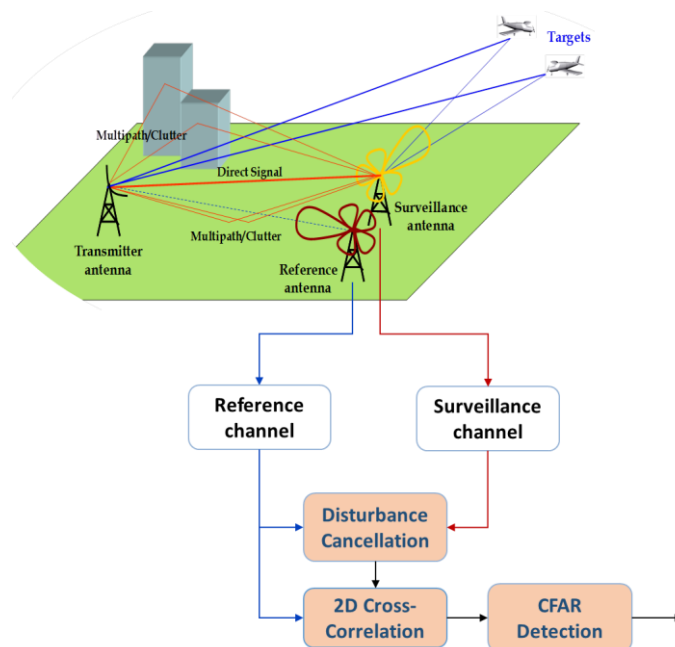 Targets
Multipath/Clutter
Direct Signal
Surveillance
antenna
Multipath/Clutter
Transmitter
antenna
Reference
antenna
Reference
channel
Surveillance
channel
Disturbance
Cancellation
2D Cross-
Correlation
CFAR
Detection